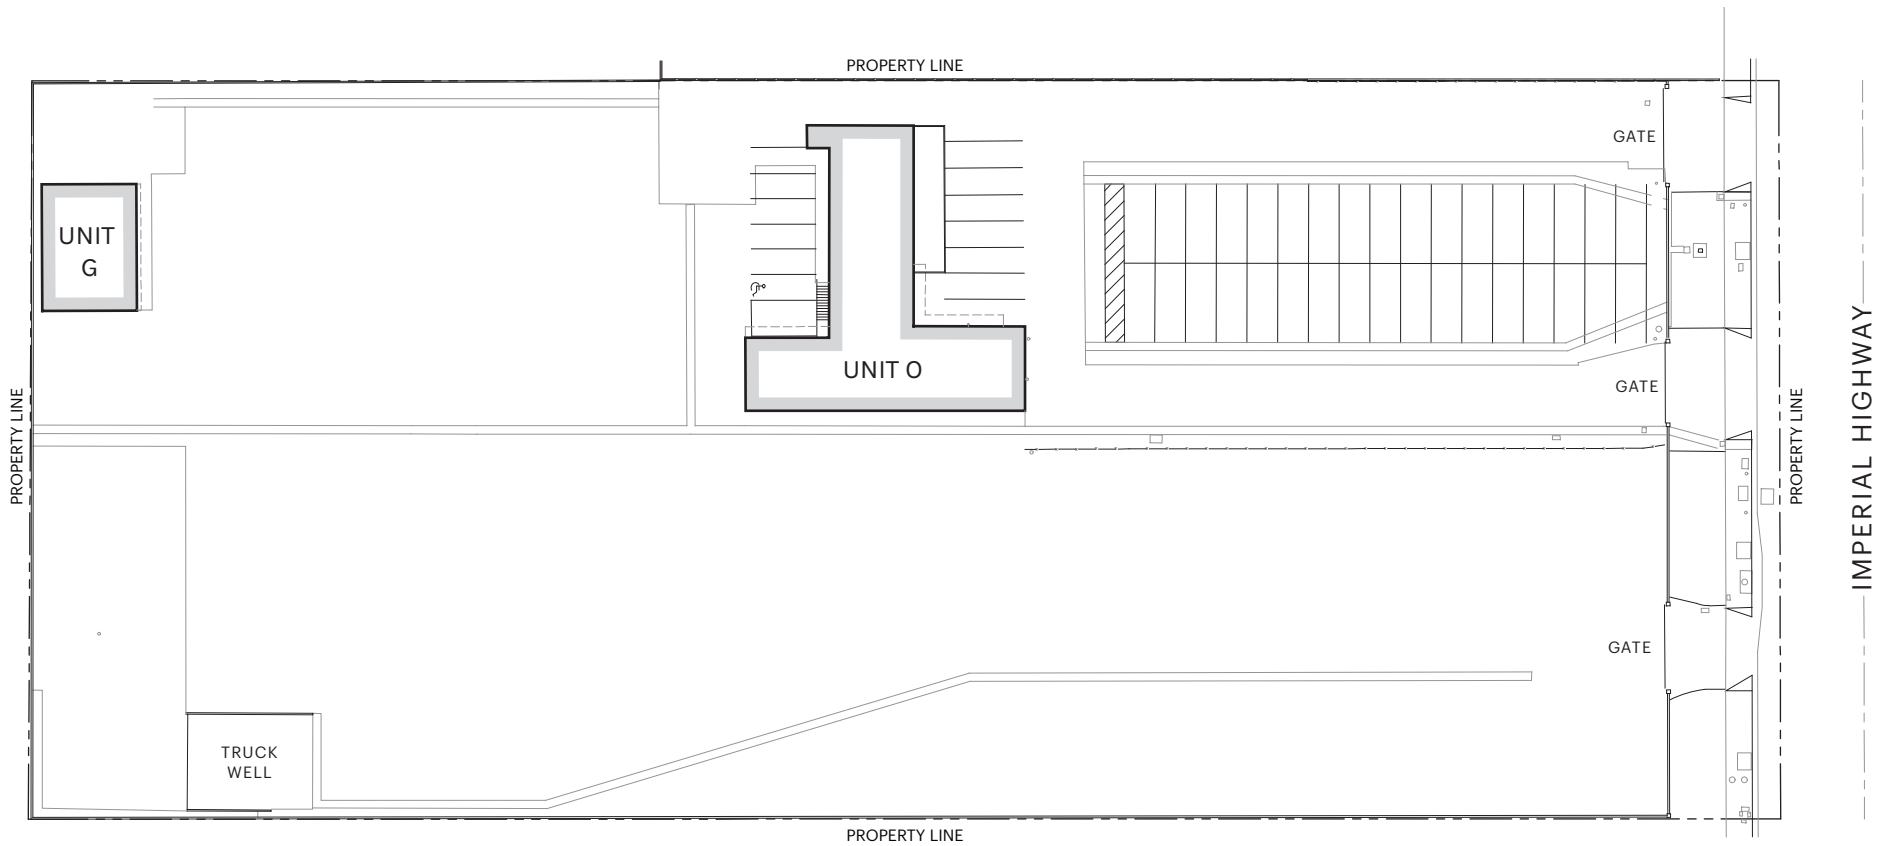 PROPERTY LINE
GATE
UNIT
G
UNIT O
GATE
PROPERTY LINE
PROPERTY LINE
IMPERIAL HIGHWAY
GATE
TRUCK
WELL
PROPERTY LINE